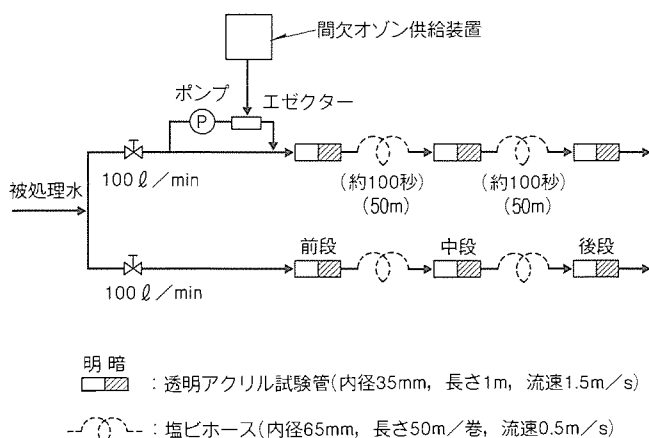 間欠オゾン供給装置
ポンプ
エゼクター
P
100ℓ/min
(約100秒)
(50m)
(約100秒)
(50m)
被処理水
前段
中段
後段
100ℓ/min
明 暗
：透明アクリル試験管(内径35mm，長さ1m，流速1.5m/s)
：塩ビホース(内径65mm，長さ50m/巻，流速0.5m/s)